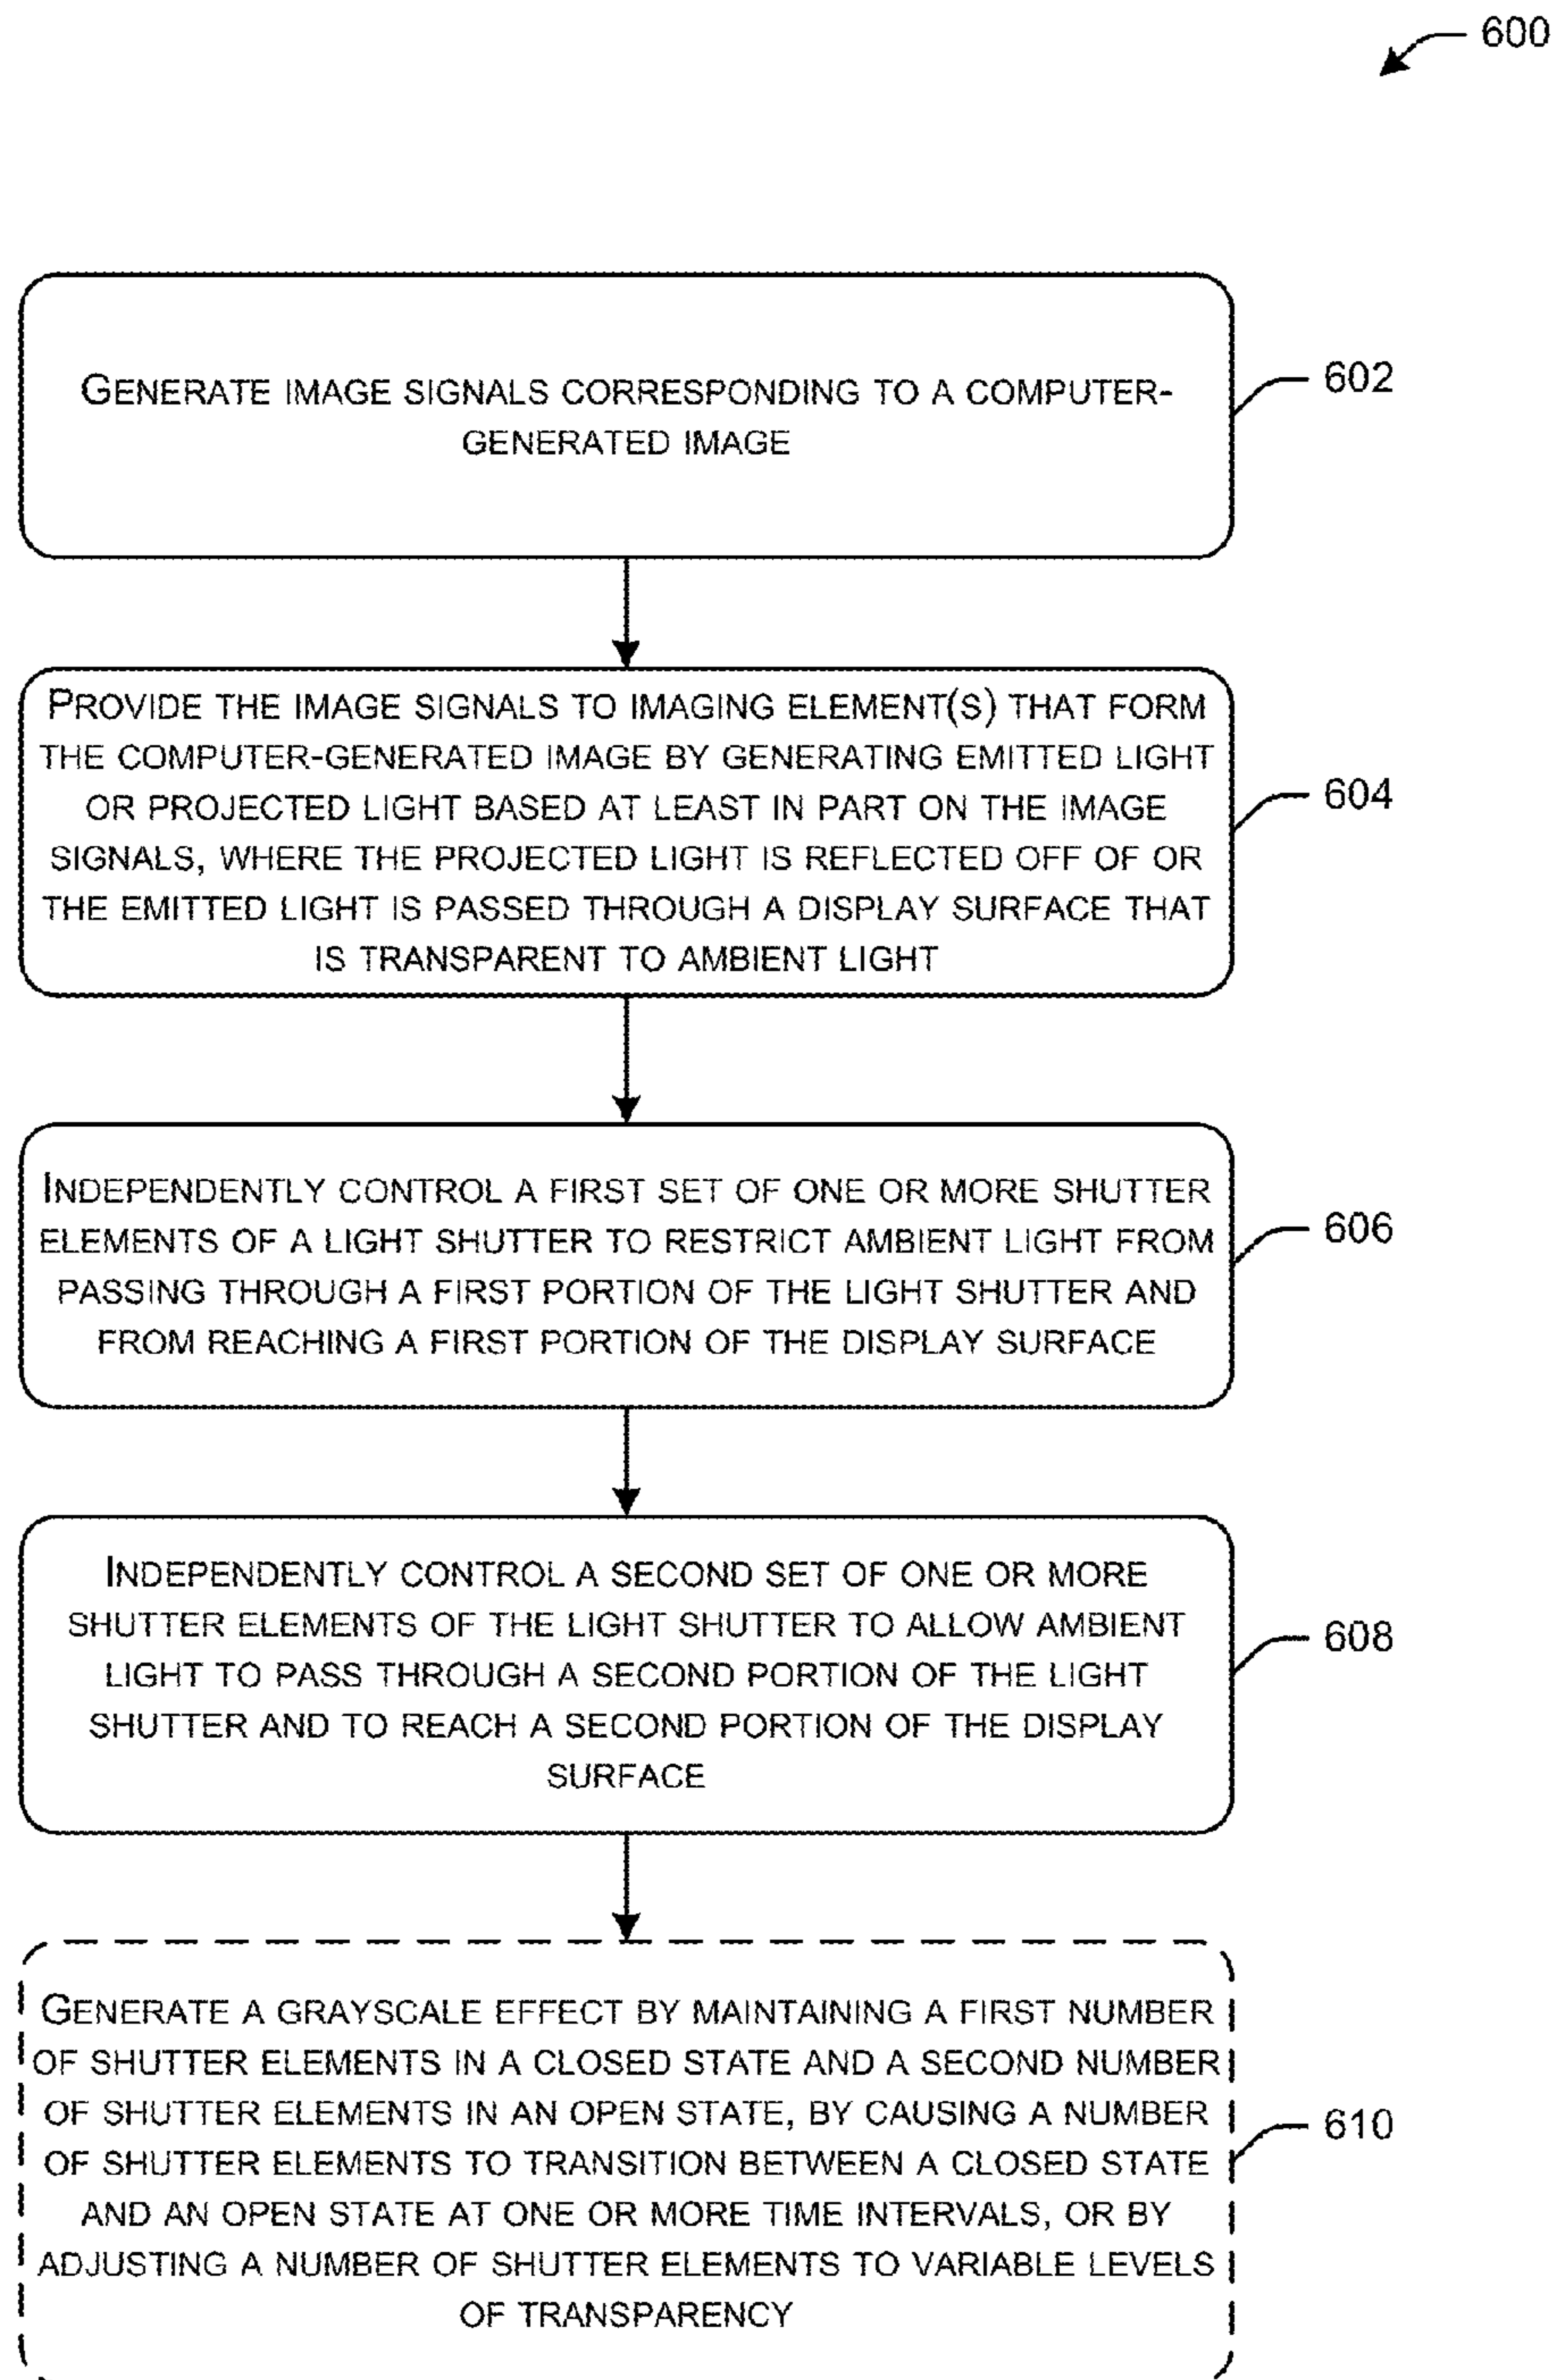 600
GENERATE IMAGE SIGNALS CORRESPONDING TO A COMPUTER-
GENERATED IMAGE
602
PROVIDE THE IMAGE SIGNALS TO IMAGING ELEMENT(S) THAT FORM
THE COMPUTER-GENERATED IMAGE BY GENERATING EMITTED LIGHT
OR PROJECTED LIGHT BASED AT LEAST IN PART ON THE IMAGE
SIGNALS, WHERE THE PROJECTED LIGHT IS REFLECTED OFF OF OR
THE EMITTED LIGHT IS PASSED THROUGH A DISPLAY SURFACE THAT
IS TRANSPARENT TO AMBIENT LIGHT
604
INDEPENDENTLY CONTROL A FIRST SET OF ONE OR MORE SHUTTER
ELEMENTS OF A LIGHT SHUTTER TO RESTRICT AMBIENT LIGHT FROM
PASSING THROUGH A FIRST PORTION OF THE LIGHT SHUTTER AND
FROM REACHING A FIRST PORTION OF THE DISPLAY SURFACE
606
INDEPENDENTLY CONTROL A SECOND SET OF ONE OR MORE
SHUTTER ELEMENTS OF THE LIGHT SHUTTER TO ALLOW AMBIENT
LIGHT TO PASS THROUGH A SECOND PORTION OF THE LIGHT
SHUTTER AND TO REACH A SECOND PORTION OF THE DISPLAY
SURFACE
608
GENERATE A GRAYSCALE EFFECT BY MAINTAINING A FIRST NUMBER
OF SHUTTER ELEMENTS IN A CLOSED STATE AND A SECOND NUMBER
OF SHUTTER ELEMENTS IN AN OPEN STATE, BY CAUSING A NUMBER
OF SHUTTER ELEMENTS TO TRANSITION BETWEEN A CLOSED STATE
AND AN OPEN STATE AT ONE OR MORE TIME INTERVALS, OR BY
ADJUSTING A NUMBER OF SHUTTER ELEMENTS TO VARIABLE LEVELS
OF TRANSPARENCY
610